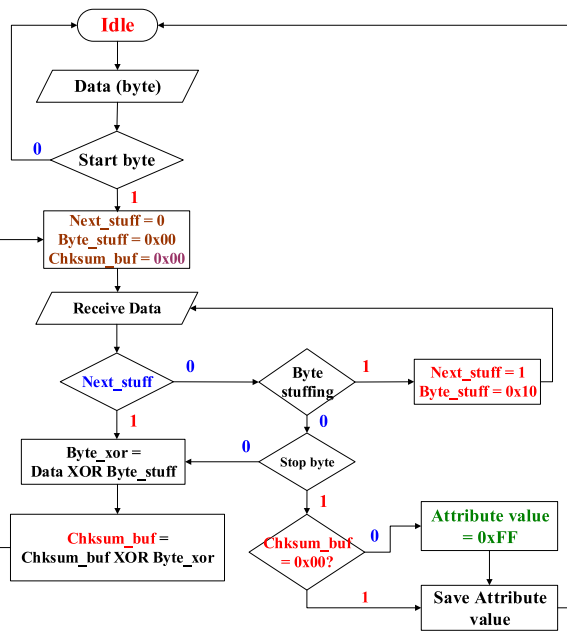 Idle
Data (byte)
0
Start byte
1
Next_stuff = 0
Byte_stuff = 0x00
Chksum_buf = 0x00
Receive Data
Next_stuff
0
Byte
stuffing
1
Next_stuff = 1
Byte_stuff = 0x10
1
0
Byte_xor =
Data XOR Byte_stuff
0
Stop byte
1
Chksum_buf =
Chksum_buf XOR Byte_xor
Chksum_buf
= 0x00?
0
Attribute value
= 0xFF
1
Save Attribute
value